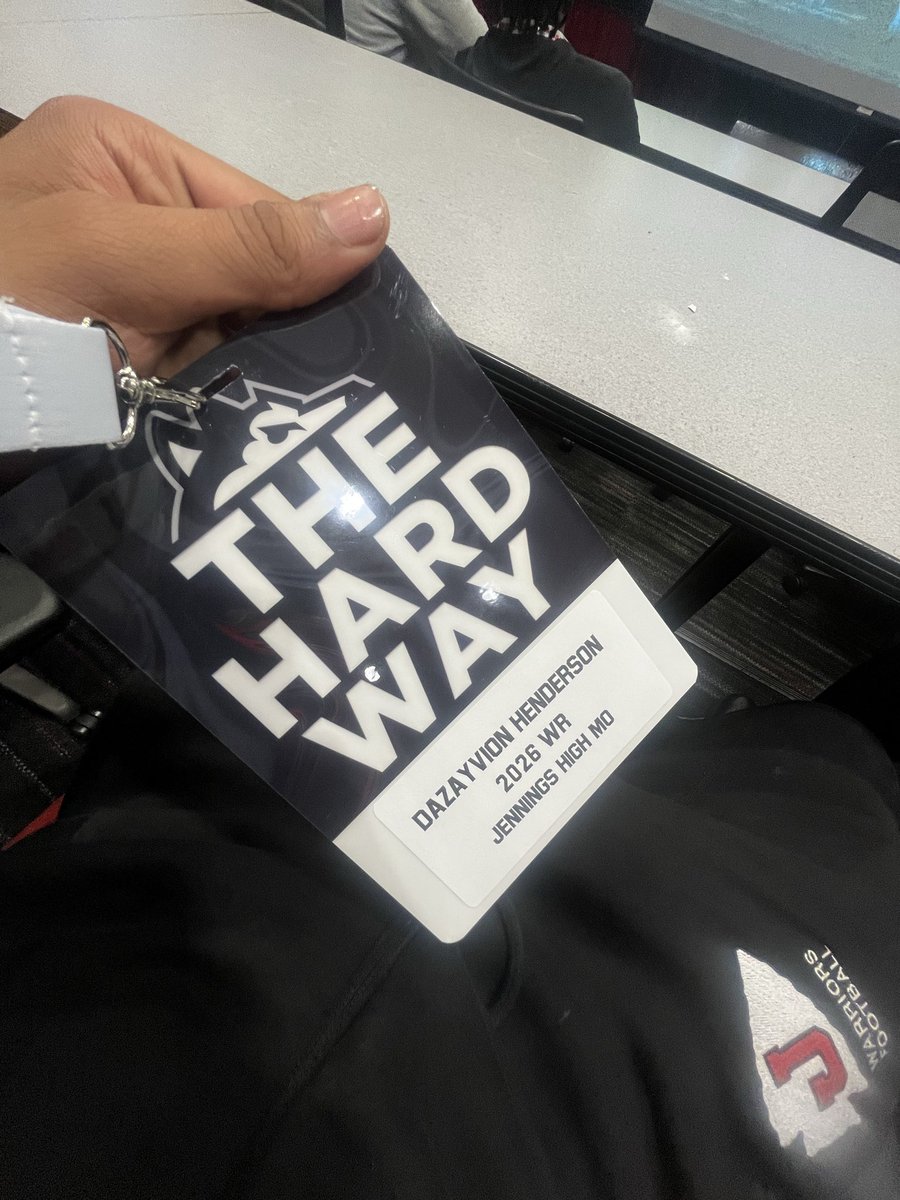 THE
HARD
WAY
DAZAYVION HENDERSON
2026 WR
JENNINGS HIGH MO
WARRIORS
FOOTBALL
J